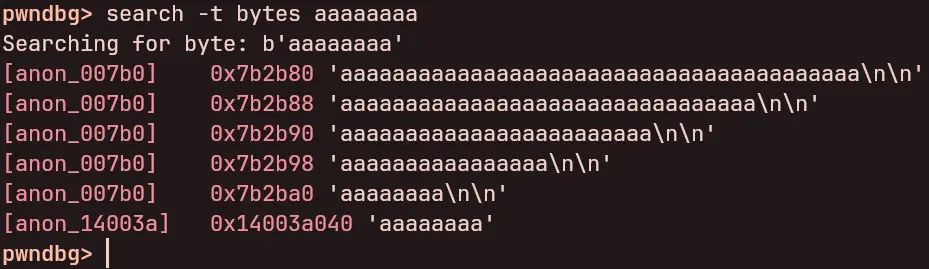 pwndbg> search -t bytes aaaaaaaa
Searching for byte: b'aaaaaaaa'
[anon_007b0]    0x7b2b80 'aaaaaaaaaaaaaaaaaaaaaaaaaaaaaaaaaaaaaaaa\n\n'
[anon_007b0]    0x7b2b88 'aaaaaaaaaaaaaaaaaaaaaaaaaaaaaaaa\n\n'
[anon_007b0]    0x7b2b90 'aaaaaaaaaaaaaaaaaaaaaaaa\n\n'
[anon_007b0]    0x7b2b98 'aaaaaaaaaaaaaaaa\n\n'
[anon_007b0]    0x7b2ba0 'aaaaaaaa\n\n'
[anon_14003a]   0x14003a040 'aaaaaaaa'
pwndbg>